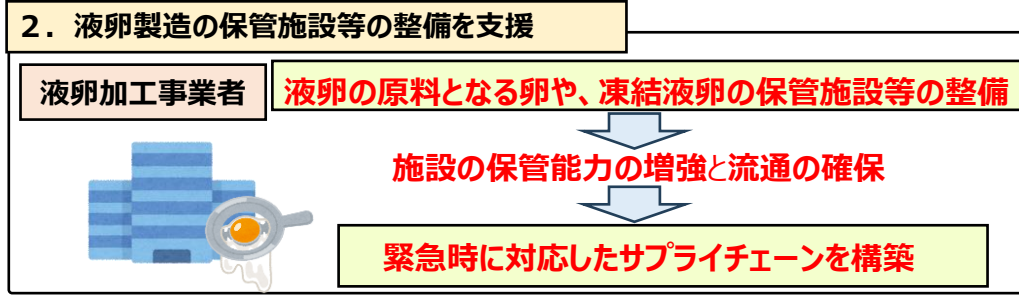 ２．液卵製造の保管施設等の整備を支援
液卵加工事業者
液卵の原料となる卵や、凍結液卵の保管施設等の整備
施設の保管能力の増強と流通の確保
緊急時に対応したサプライチェーンを構築